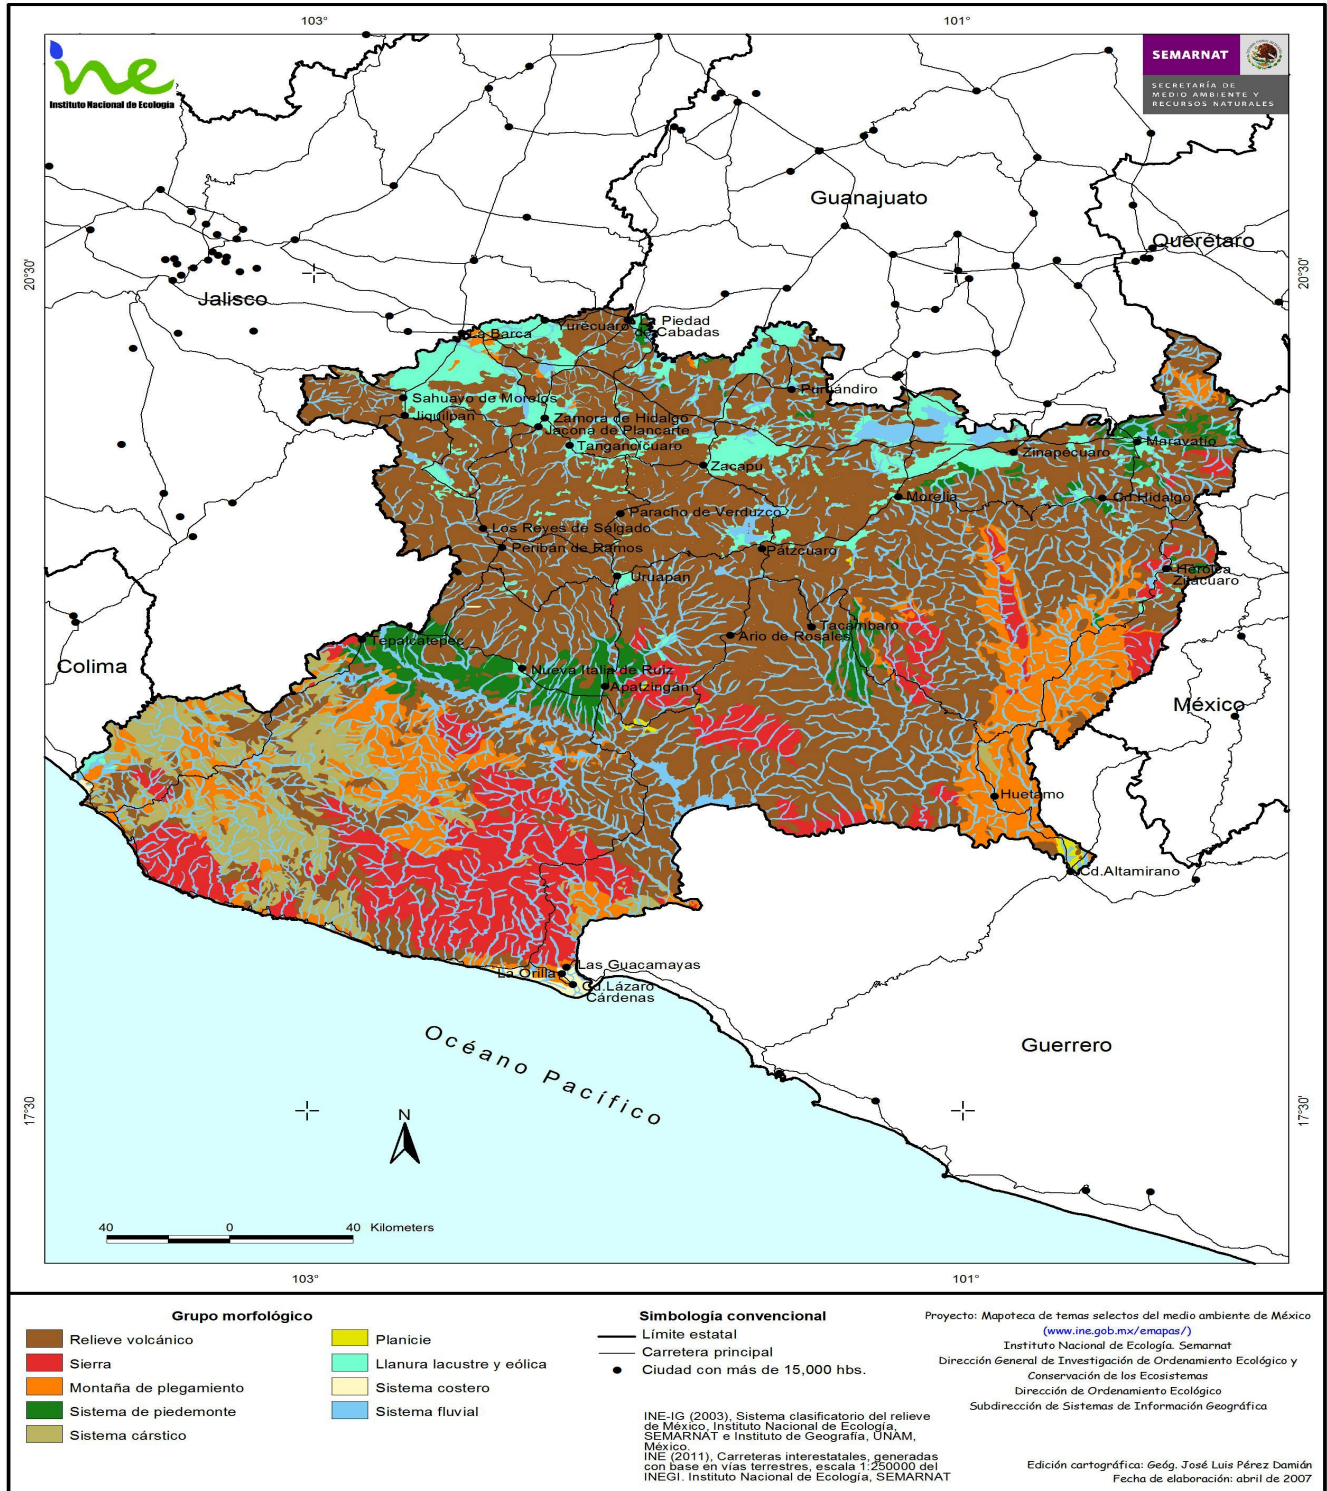 103°
101°
ine
Instituto Nacional de Ecología
SEMARNAT
SECRETARÍA DE
MEDIO AMBIENTE Y
RECURSOS NATURALES
Guanajuato
Querétaro
20°30'
20°30'
Jalisco
La Barca
Yurecuaro
La Piedad
de Cabadas
Puruándiro
Sahuayo de Morelos
Jiquilpan
Zamora de Hidalgo
Jacona de Plancarte
Tangancícuaro
Zacapu
Zinapécuaro
Maravatío
Morelia
Cd.Hidalgo
Paracho de Verduzco
Los Reyes de Salgado
Peribán de Ramos
Pátzcuaro
Uruapan
Heroica
Zitácuaro
Tacámbaro
Ario de Rosales
Tepalcatepec
Colima
Nueva Italia de Ruiz
Apatzingán
México
Huetamo
Cd.Altamirano
Las Guacamayas
La Orilla
Cd.Lázaro
Cárdenas
Océano Pacífico
Guerrero
17°30
17°30'
N
40 0 40 Kilometers
103°
101°
Grupo morfológico
Relieve volcánico
Sierra
Montaña de plegamiento
Sistema de piedemonte
Sistema cárstico
Planicie
Llanura lacustre y eólica
Sistema costero
Sistema fluvial
Simbología convencional
Límite estatal
Carretera principal
Ciudad con más de 15,000 hbs.
INE-IG (2003), Sistema clasificatorio del relieve
de México, Instituto Nacional de Ecología,
SEMARNAT e Instituto de Geografía, UNAM,
México.
INE (2011), Carreteras interestatales, generadas
con base en vías terrestres, escala 1:250000 del
INEGI. Instituto Nacional de Ecología, SEMARNAT
Proyecto: Mapoteca de temas selectos del medio ambiente de México
(www.ine.gob.mx/emapas/)
Instituto Nacional de Ecología. Semarnat
Dirección General de Investigación de Ordenamiento Ecológico y
Conservación de los Ecosistemas
Dirección de Ordenamiento Ecológico
Subdirección de Sistemas de Información Geográfica
Edición cartográfica: Geóg. José Luis Pérez Damián
Fecha de elaboración: abril de 2007